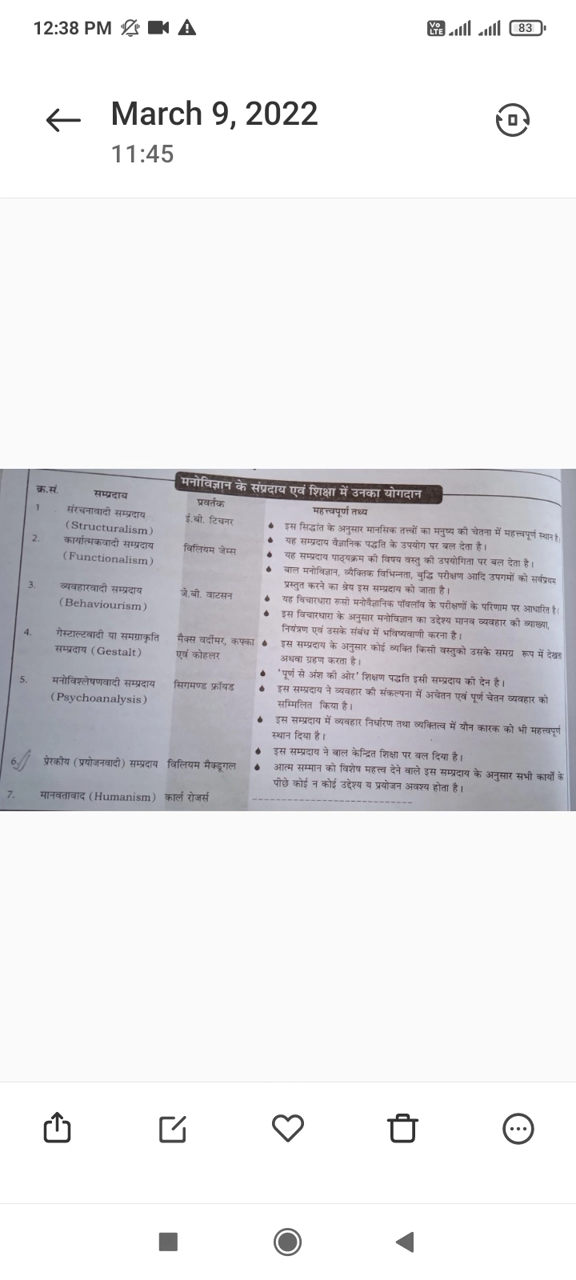 12:38 PM
Vo LTE
83
March 9, 2022
11:45
मनोविज्ञान के संप्रदाय एवं शिक्षा में उनका योगदान
क्र.सं. सम्प्रदाय प्रवर्तक महत्त्वपूर्ण तथ्य
1 संरचनावादी सम्प्रदाय ई.बी. टिचनर इस सिद्धांत के अनुसार मानसिक तत्त्वों का मनुष्य की चेतना में महत्त्वपूर्ण स्थान है।
(Structuralism) यह सम्प्रदाय वैज्ञानिक पद्धति के उपयोग पर बल देता है।
2. कार्यात्मकवादी सम्प्रदाय विलियम जेम्स यह सम्प्रदाय पाठ्यक्रम की विषय वस्तु की उपयोगिता पर बल देता है।
(Functionalism) बाल मनोविज्ञान, व्यैक्तिक विभिन्नता, बुद्धि परीक्षण आदि उपगमों को सर्वप्रथम
प्रस्तुत करने का श्रेय इस सम्प्रदाय को जाता है।
3. व्यवहारवादी सम्प्रदाय जे.बी. वाटसन यह विचारधारा रूसी मनोवैज्ञानिक पॉवलॉव के परीक्षणों के परिणाम पर आधारित है।
(Behaviourism) इस विचारधारा के अनुसार मनोविज्ञान का उद्देश्य मानव व्यवहार की व्याख्या,
नियंत्रण एवं उसके संबंध में भविष्यवाणी करना है।
4. गेस्टाल्टवादी या समग्राकृति मैक्स वर्दीमर, कफ्का इस सम्प्रदाय के अनुसार कोई व्यक्ति किसी वस्तुको उसके समग्र रूप में देखता
सम्प्रदाय (Gestalt) एवं कोहलर अथवा ग्रहण करता है।
'पूर्ण से अंश की ओर' शिक्षण पद्धति इसी सम्प्रदाय की देन है।
5. मनोविश्लेषणवादी सम्प्रदाय सिगमण्ड फ्रॉयड इस सम्प्रदाय ने व्यवहार की संकल्पना में अचेतन एवं पूर्ण चेतन व्यवहार को
(Psychoanalysis) सम्मिलित किया है।
इस सम्प्रदाय में व्यवहार निर्धारण तथा व्यक्तित्व में यौन कारक को भी महत्त्वपूर्ण
स्थान दिया है।
इस सम्प्रदाय ने बाल केन्द्रित शिक्षा पर बल दिया है।
6. प्रेरकीय (प्रयोजनवादी) सम्प्रदाय विलियम मैक्डूगल आत्म सम्मान को विशेष महत्त्व देने वाले इस सम्प्रदाय के अनुसार सभी कार्यों के
पीछे कोई न कोई उद्देश्य य प्रयोजन अवश्य होता है।
7. मानवतावाद (Humanism) कार्ल रोजर्स